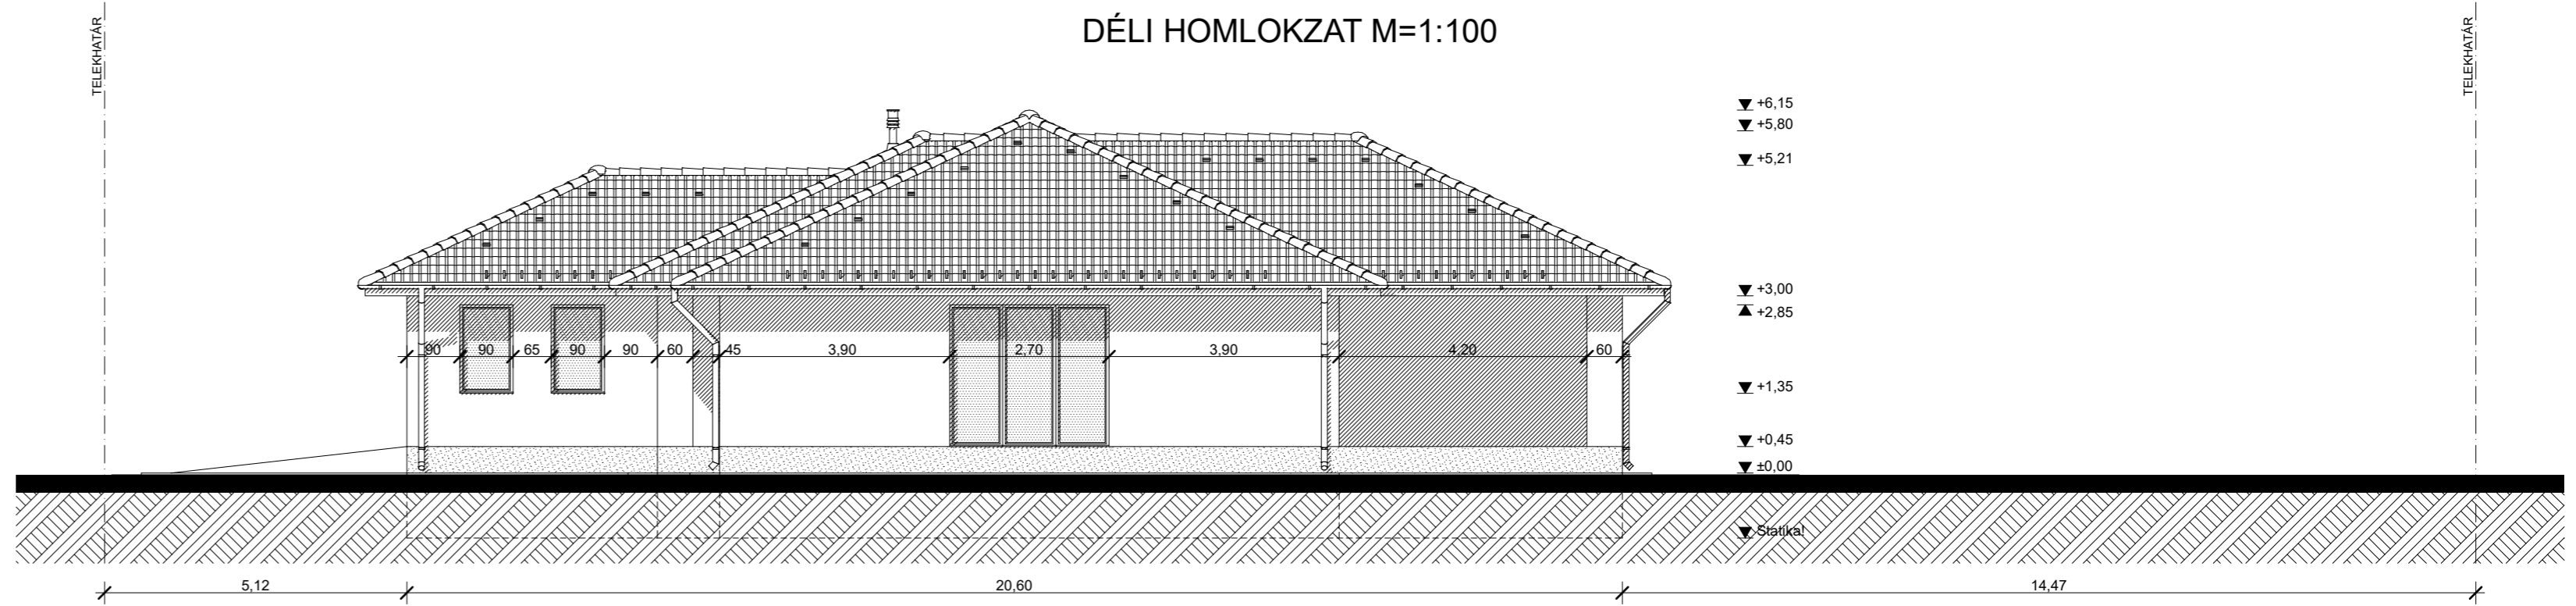 DÉLI HOMLOKZAT M=1:100
TELEKHATÁR
TELEKHATÁR
+6,15
+5,80
+5,21
+3,00
+2,85
90 90 65 90 90 60 45 3,90 2,70 3,90 4,20 60
+1,35
+0,45
±0,00
Statika!
5,12 20,60 14,47